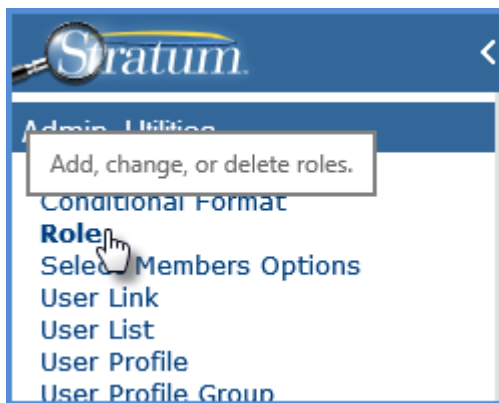 Stratum
Admin Utilities
Add, change, or delete roles.
Conditional Format
Role
Select Members Options
User Link
User List
User Profile
User Profile Group